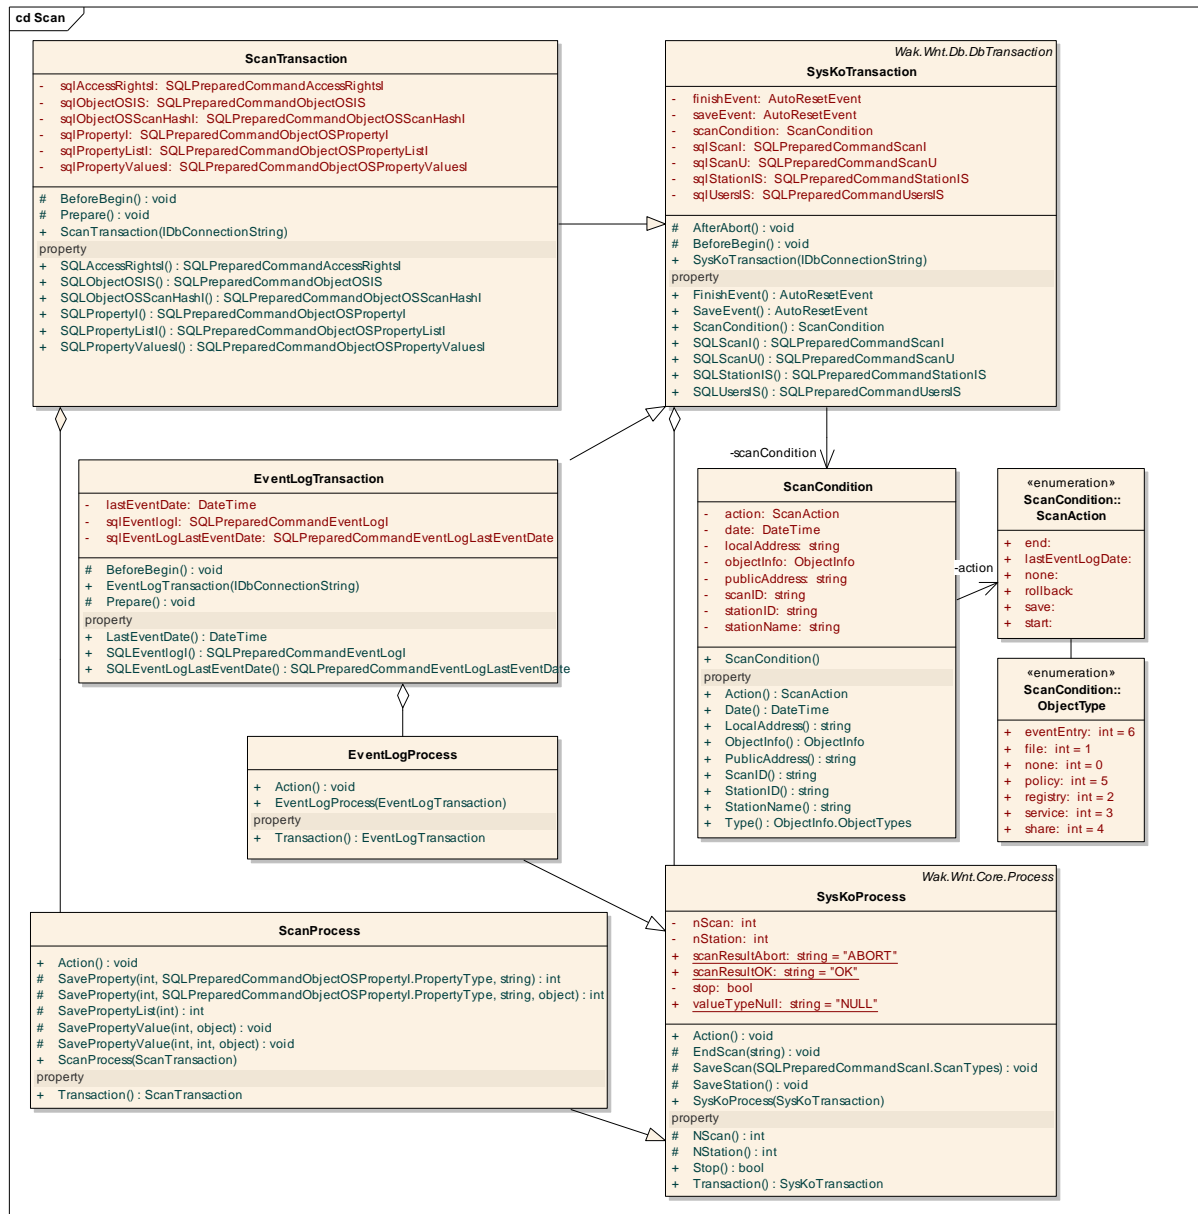 cd Scan
ScanTransaction
- sqlAccessRightsI: SQLPreparedCommandAccessRightsI
- sqlObjectOSIS: SQLPreparedCommandObjectOSIS
- sqlObjectOSScanHashI: SQLPreparedCommandObjectOSScanHashI
- sqlPropertyI: SQLPreparedCommandObjectOSPropertyI
- sqlPropertyListI: SQLPreparedCommandObjectOSPropertyListI
- sqlPropertyValuesI: SQLPreparedCommandObjectOSPropertyValuesI
# BeforeBegin() : void
# Prepare() : void
+ ScanTransaction(IDbConnectionString)
property
+ SQLAccessRightsI() : SQLPreparedCommandAccessRightsI
+ SQLObjectOSIS() : SQLPreparedCommandObjectOSIS
+ SQLObjectOSScanHashI() : SQLPreparedCommandObjectOSScanHashI
+ SQLPropertyI() : SQLPreparedCommandObjectOSPropertyI
+ SQLPropertyListI() : SQLPreparedCommandObjectOSPropertyListI
+ SQLPropertyValuesI() : SQLPreparedCommandObjectOSPropertyValuesI
Wak.Wnt.Db.DbTransaction
SysKoTransaction
- finishEvent: AutoResetEvent
- saveEvent: AutoResetEvent
- scanCondition: ScanCondition
- sqlScanI: SQLPreparedCommandScanI
- sqlScanU: SQLPreparedCommandScanU
- sqlStationIS: SQLPreparedCommandStationIS
- sqlUsersIS: SQLPreparedCommandUsersIS
# AfterAbort() : void
# BeforeBegin() : void
+ SysKoTransaction(IDbConnectionString)
property
+ FinishEvent() : AutoResetEvent
+ SaveEvent() : AutoResetEvent
+ ScanCondition() : ScanCondition
+ SQLScanI() : SQLPreparedCommandScanI
+ SQLScanU() : SQLPreparedCommandScanU
+ SQLStationIS() : SQLPreparedCommandStationIS
+ SQLUsersIS() : SQLPreparedCommandUsersIS
EventLogTransaction
- lastEventDate: DateTime
- sqlEventlogI: SQLPreparedCommandEventLogI
- sqlEventLogLastEventDate: SQLPreparedCommandEventLogLastEventDate
# BeforeBegin() : void
+ EventLogTransaction(IDbConnectionString)
# Prepare() : void
property
+ LastEventDate() : DateTime
+ SQLEventlogI() : SQLPreparedCommandEventLogI
+ SQLEventLogLastEventDate() : SQLPreparedCommandEventLogLastEventDate
-scanCondition
ScanCondition
- action: ScanAction
- date: DateTime
- localAddress: string
- objectInfo: ObjectInfo
- publicAddress: string
- scanID: string
- stationID: string
- stationName: string
+ ScanCondition()
property
+ Action() : ScanAction
+ Date() : DateTime
+ LocalAddress() : string
+ ObjectInfo() : ObjectInfo
+ PublicAddress() : string
+ ScanID() : string
+ StationID() : string
+ StationName() : string
+ Type() : ObjectInfo.ObjectTypes
-action
«enumeration»
ScanCondition::
ScanAction
+ end:
+ lastEventLogDate:
+ none:
+ rollback:
+ save:
+ start:
«enumeration»
ScanCondition::
ObjectType
+ eventEntry: int = 6
+ file: int = 1
+ none: int = 0
+ policy: int = 5
+ registry: int = 2
+ service: int = 3
+ share: int = 4
EventLogProcess
+ Action() : void
+ EventLogProcess(EventLogTransaction)
property
+ Transaction() : EventLogTransaction
ScanProcess
+ Action() : void
# SaveProperty(int, SQLPreparedCommandObjectOSPropertyI.PropertyType, string) : int
# SaveProperty(int, SQLPreparedCommandObjectOSPropertyI.PropertyType, string, object) : int
# SavePropertyList(int) : int
# SavePropertyValue(int, object) : void
# SavePropertyValue(int, int, object) : void
+ ScanProcess(ScanTransaction)
property
+ Transaction() : ScanTransaction
Wak.Wnt.Core.Process
SysKoProcess
- nScan: int
- nStation: int
+ scanResultAbort: string = "ABORT"
+ scanResultOK: string = "OK"
- stop: bool
+ valueTypeNull: string = "NULL"
+ Action() : void
# EndScan(string) : void
# SaveScan(SQLPreparedCommandScanI.ScanTypes) : void
# SaveStation() : void
+ SysKoProcess(SysKoTransaction)
property
# NScan() : int
# NStation() : int
+ Stop() : bool
+ Transaction() : SysKoTransaction